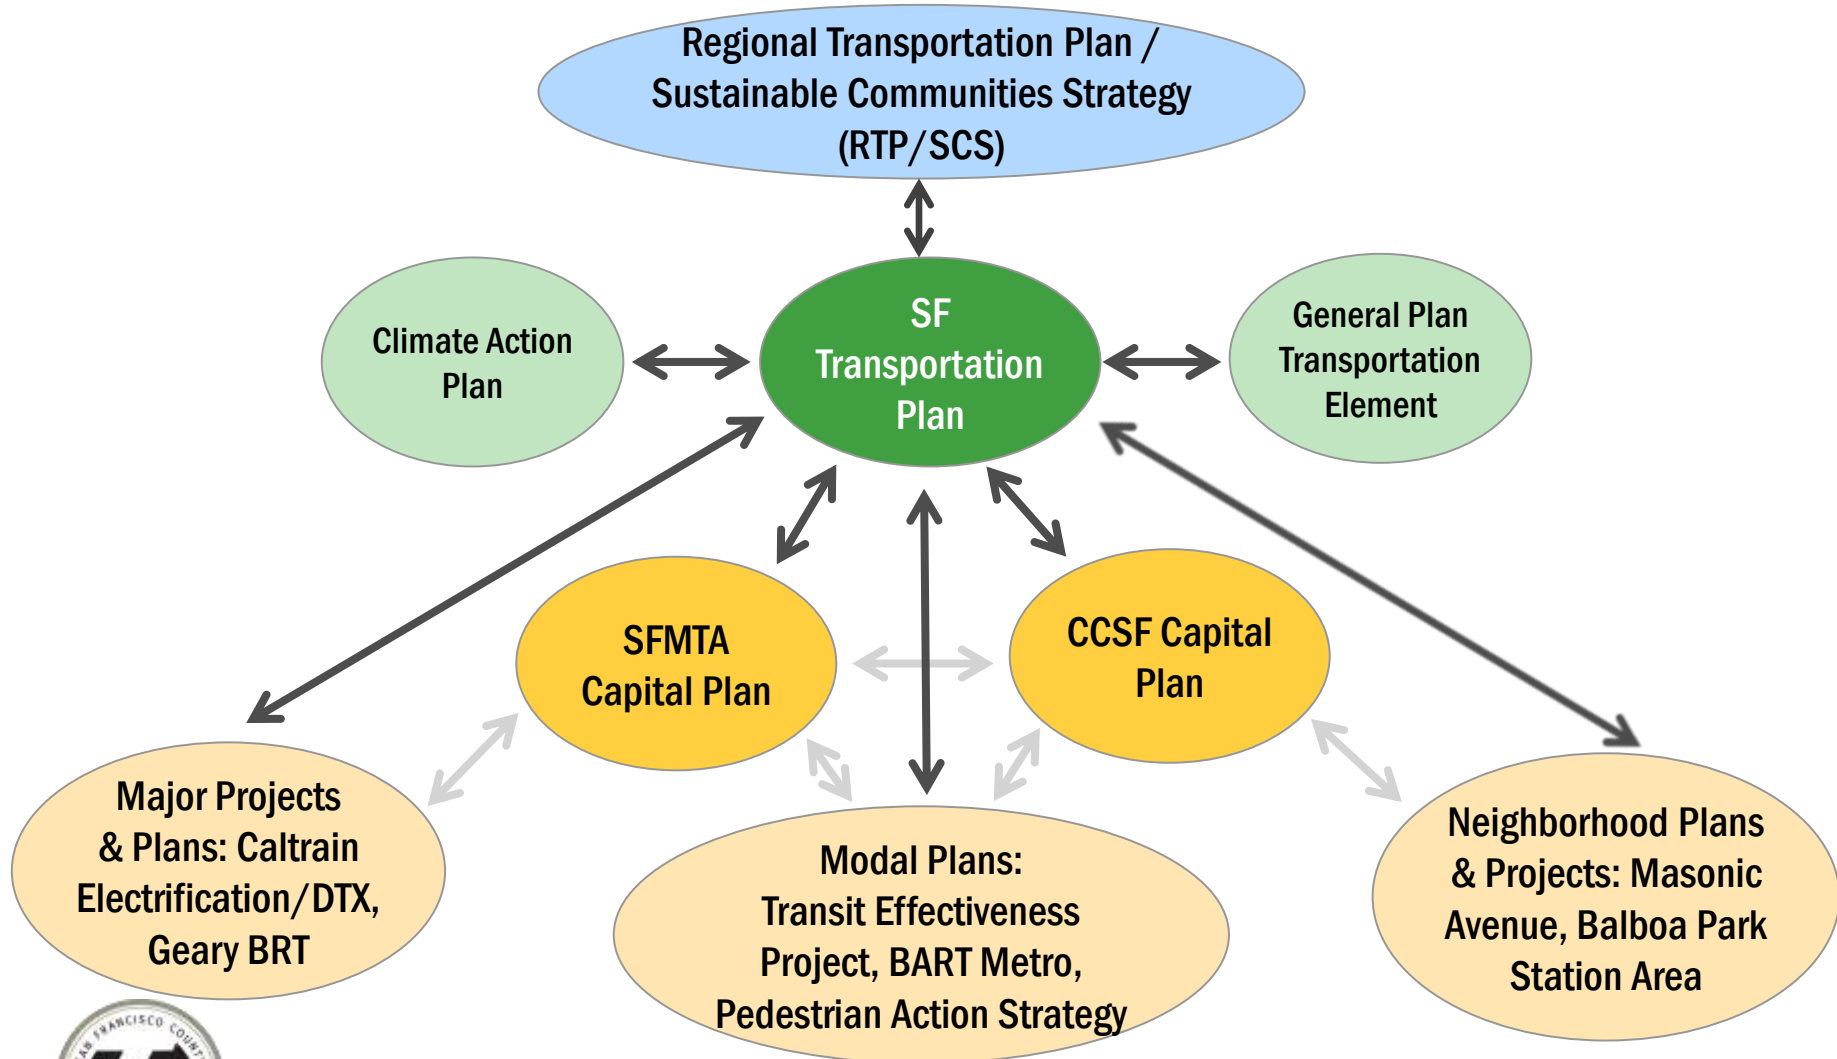 Regional Transportation Plan /
Sustainable Communities Strategy
(RTP/SCS)
Climate Action
Plan
SF
Transportation
Plan
General Plan
Transportation
Element
SFMTA
Capital Plan
CCSF Capital
Plan
Major Projects
& Plans: Caltrain
Electrification/DTX,
Geary BRT
Modal Plans:
Transit Effectiveness
Project, BART Metro,
Pedestrian Action Strategy
Neighborhood Plans
& Projects: Masonic
Avenue, Balboa Park
Station Area
FRANCISCO COUNTY